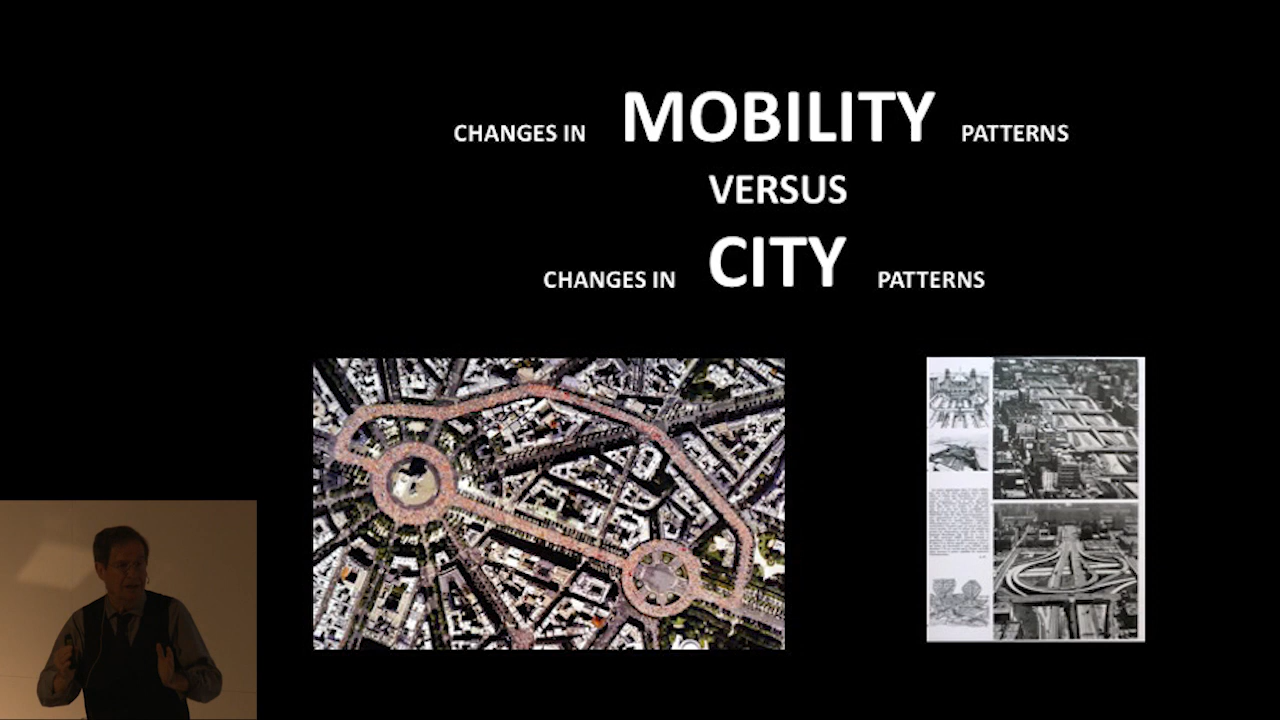 CHANGES IN MOBILITY PATTERNS
VERSUS
CHANGES IN CITY PATTERNS